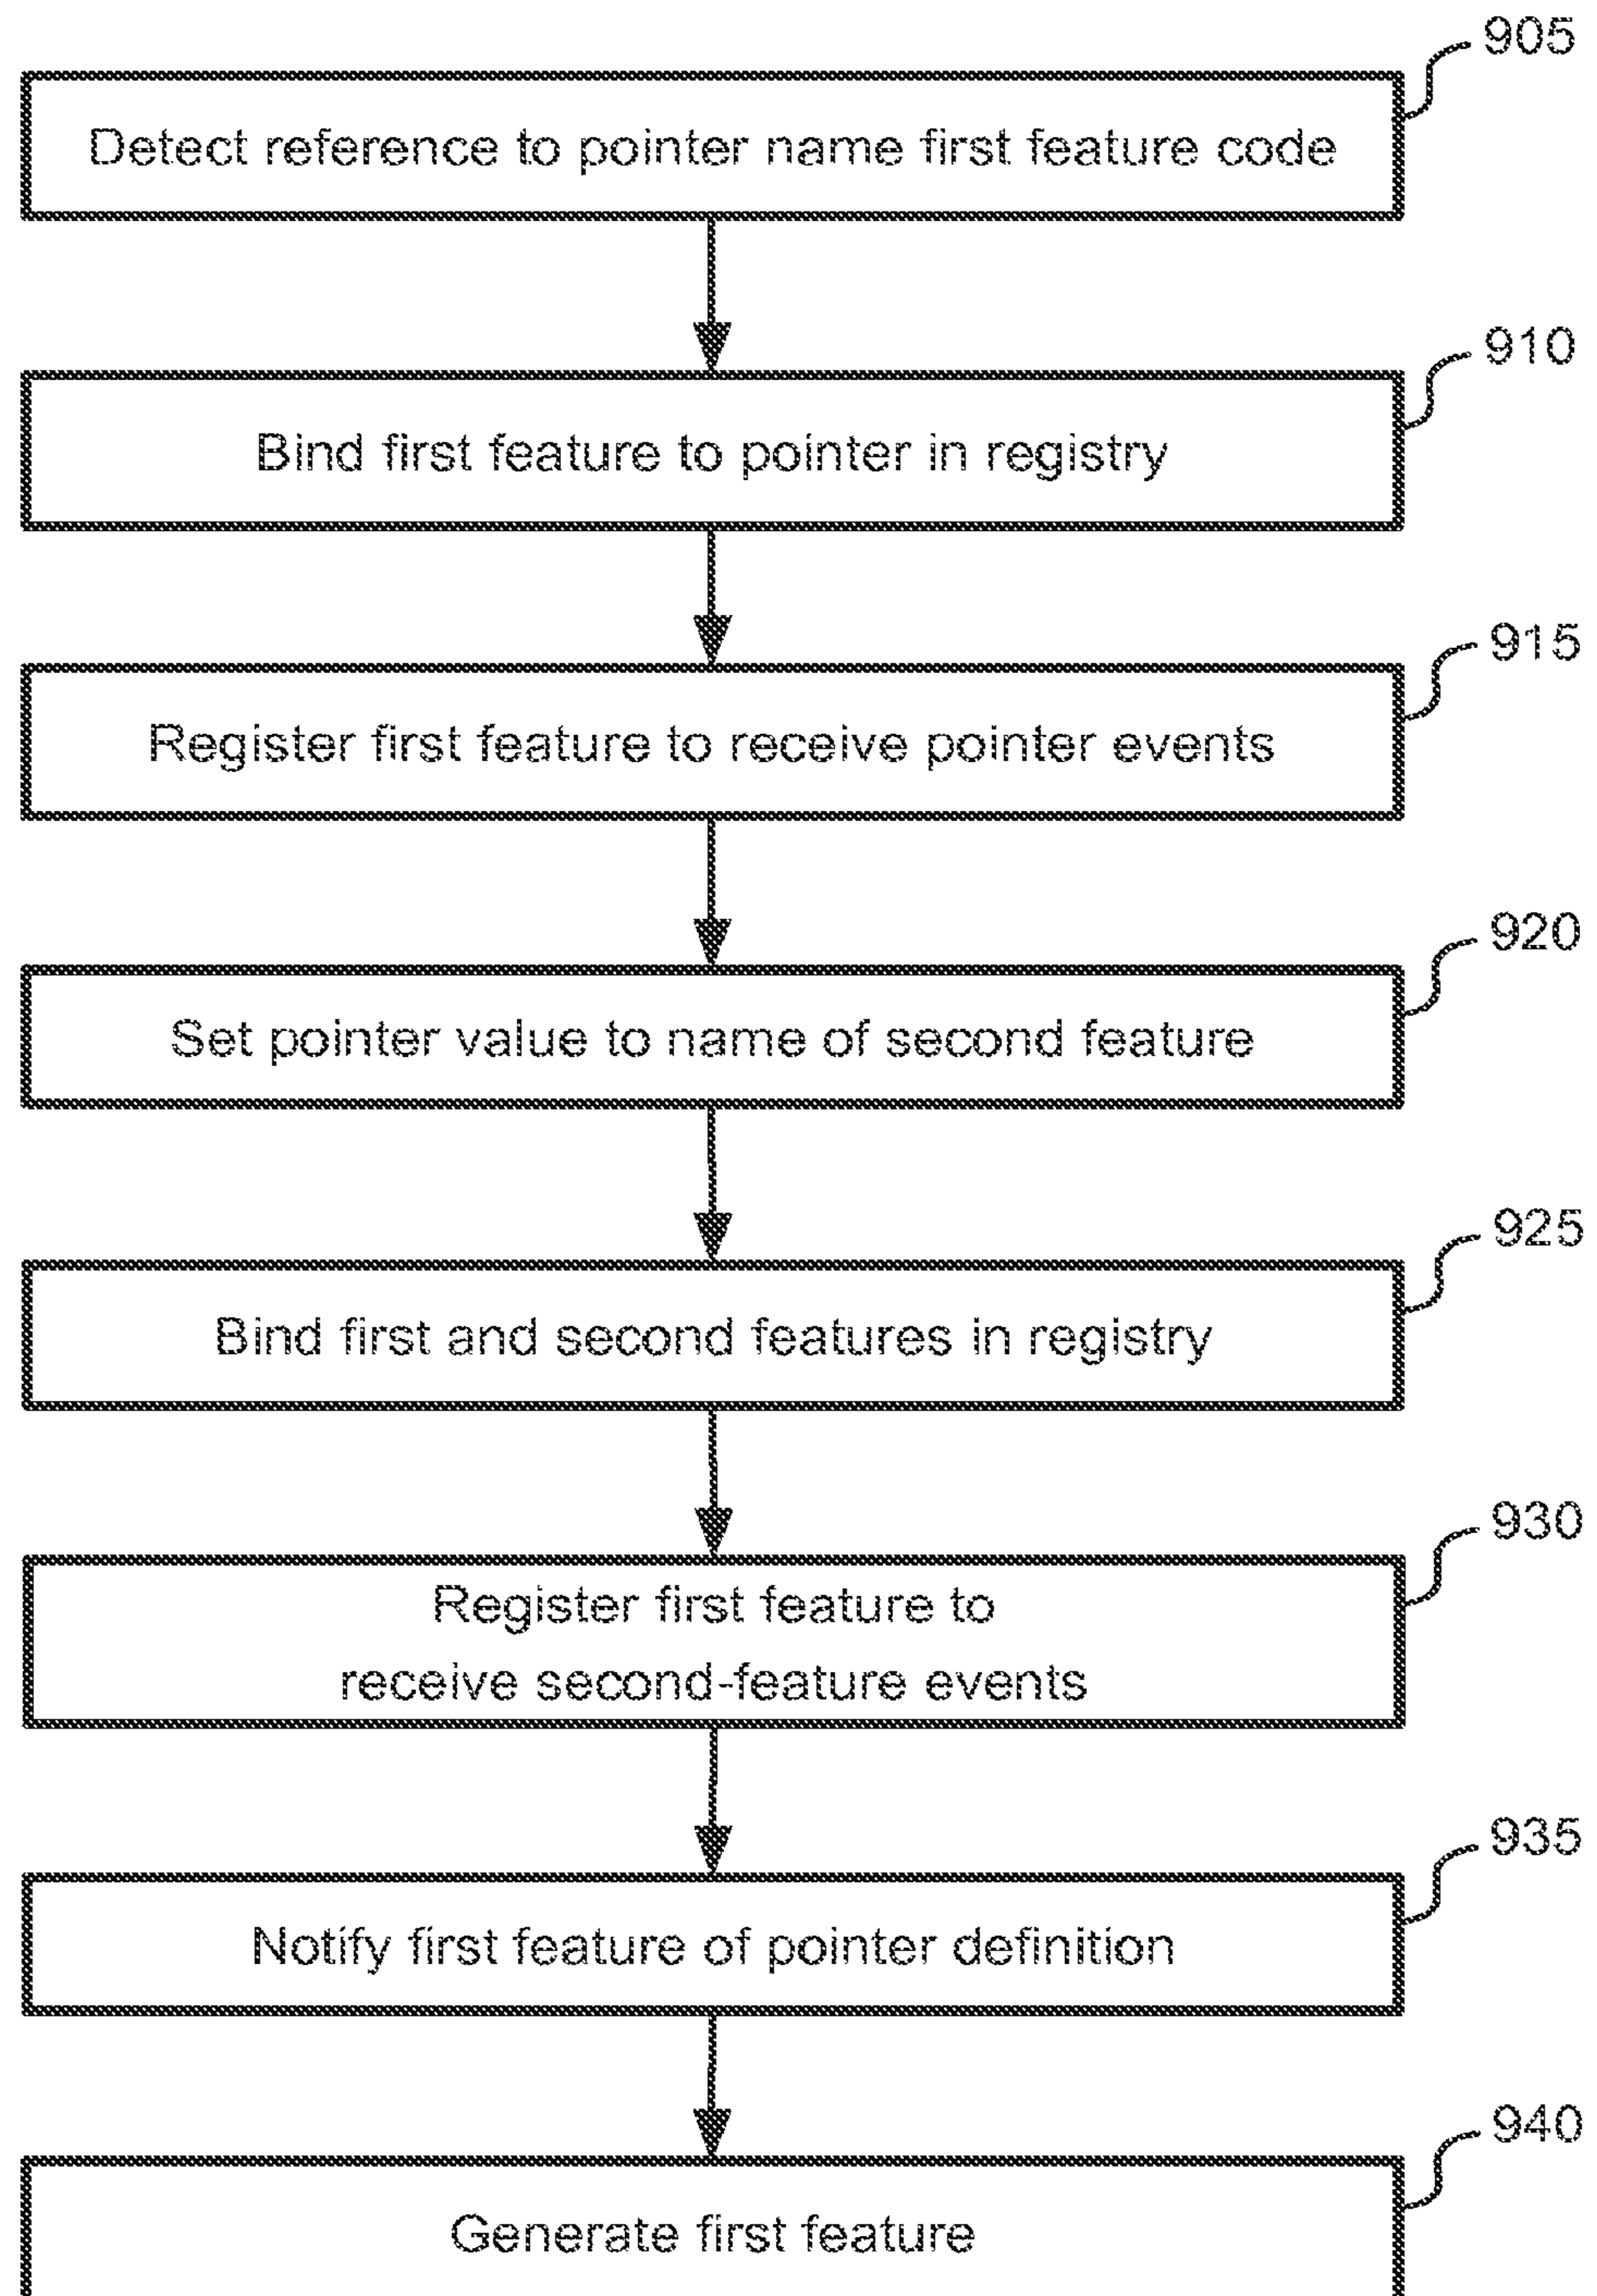 905
Detect reference to pointer name first feature code
910
Bind first feature to pointer in registry
915
Register first feature to receive pointer events
920
Set pointer value to name of second feature
925
Bind first and second features in registry
930
Register first feature to
receive second-feature events
935
Notify first feature of pointer definition
940
Generate first feature